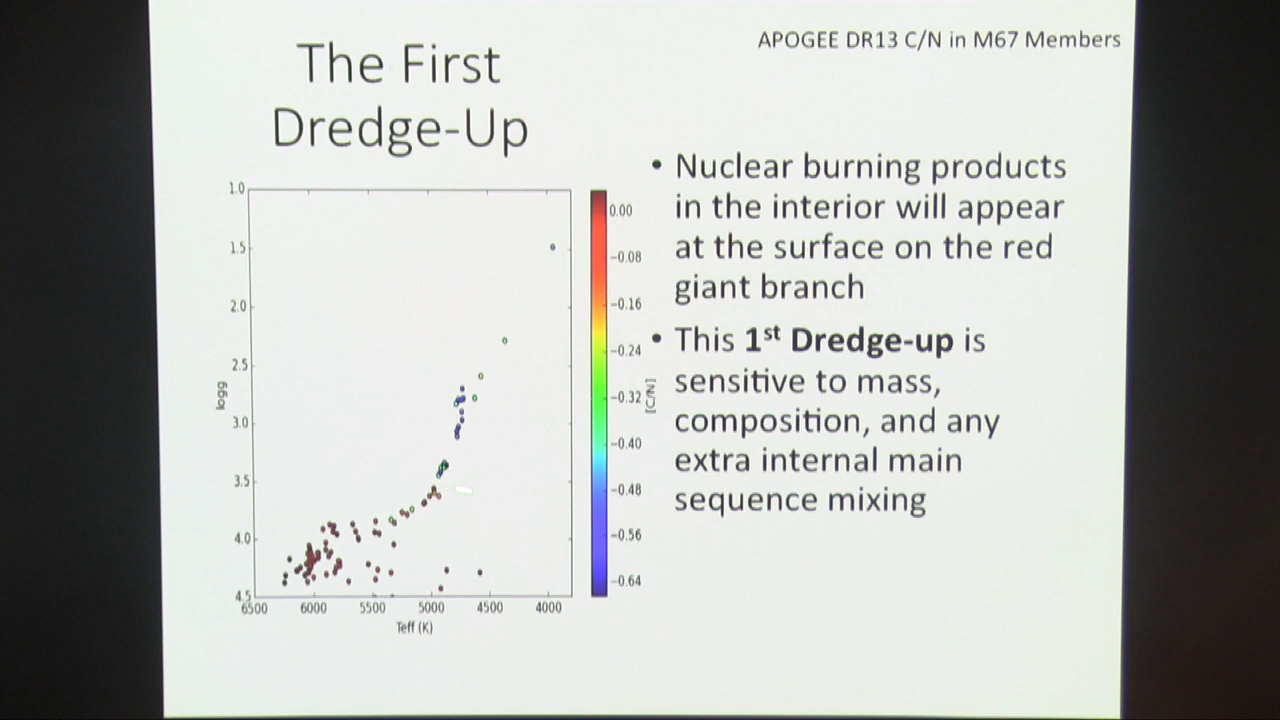 The First
Dredge-Up
APOGEE DR13 C/N in M67 Members
1.0
1.5
2.0
2.5
3.0
3.5
4.0
4.5
logg
6500
6000
5500
5000
4500
4000
Teff (K)
0.00
−0.08
−0.16
−0.24
−0.32
−0.40
−0.48
−0.56
−0.64
[C/N]
• Nuclear burning products
in the interior will appear
at the surface on the red
giant branch
• This 1st Dredge-up is
sensitive to mass,
composition, and any
extra internal main
sequence mixing